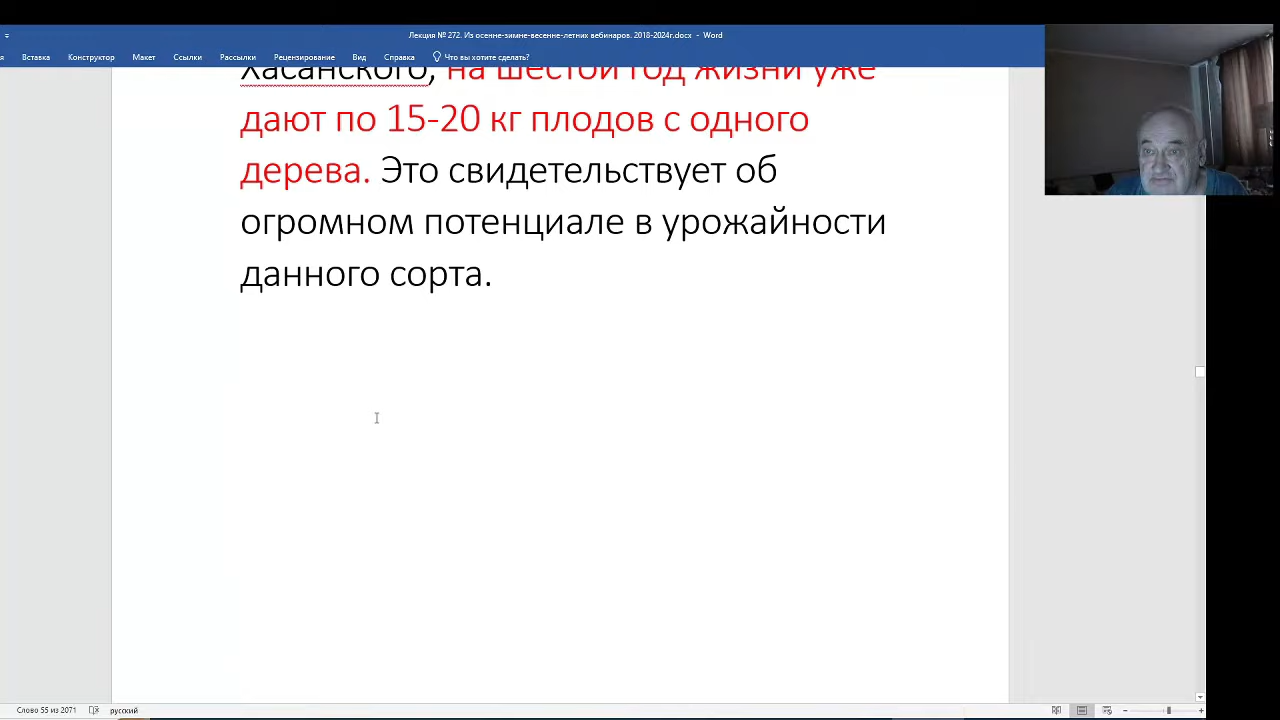 Лекция № 272. Из осенне-зимне-весенне-летних вебинаров. 2018-2024г.docx - Word
я Вставка Конструктор Макет Ссылки Рассылки Рецензирование Вид Справка Что вы хотите сделать?
Хасанского, на шестой год жизни уже
дают по 15-20 кг плодов с одного
дерева. Это свидетельствует об
огромном потенциале в урожайности
данного сорта.
Слово 55 из 2071 русский